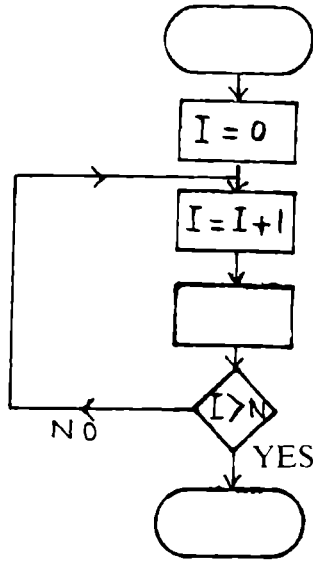 I = 0
I = I + 1
I > N
NO
YES